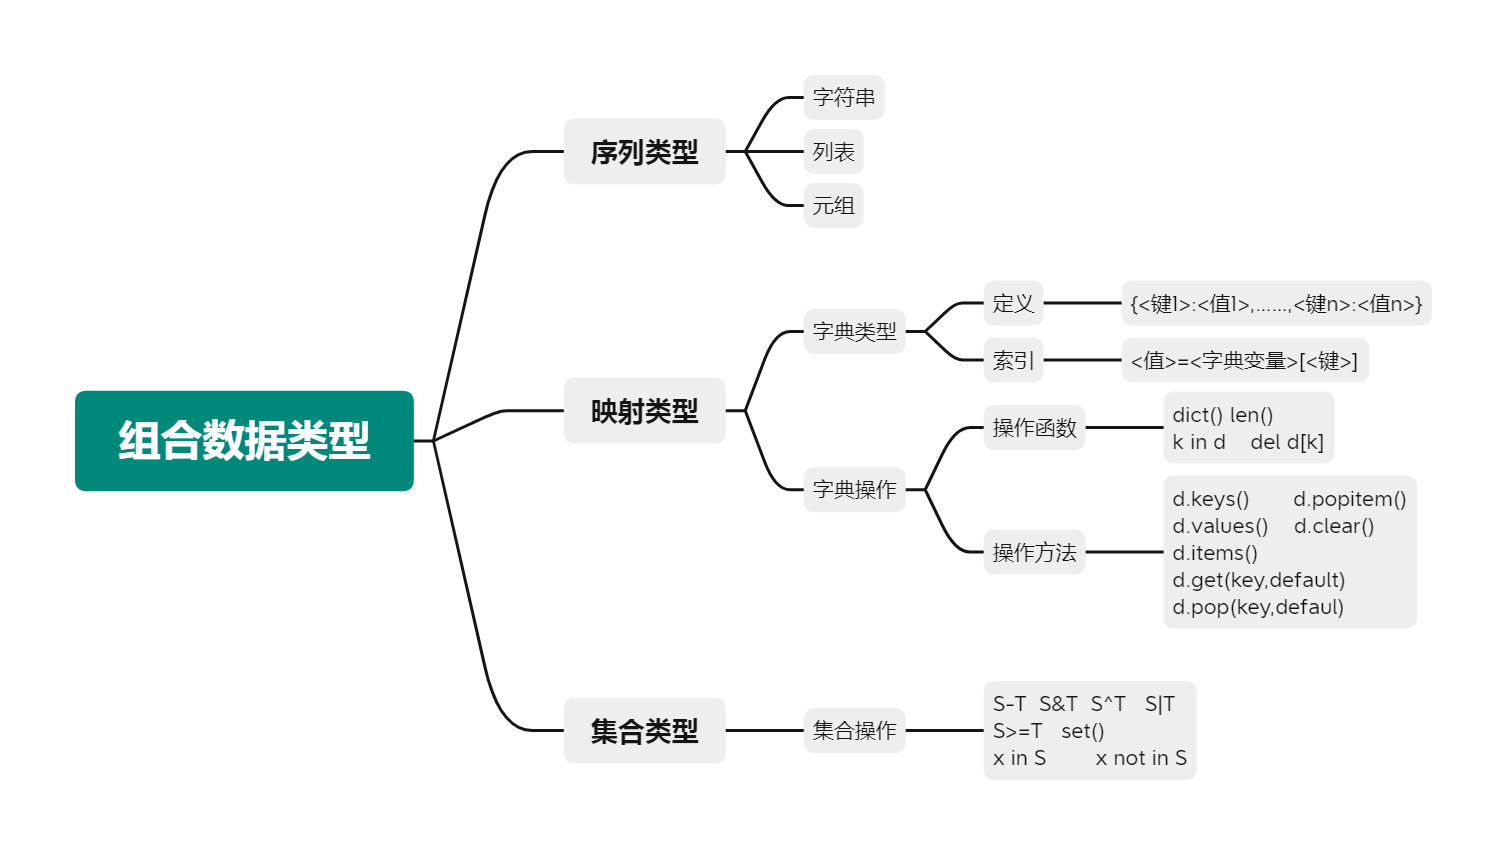 组合数据类型
序列类型
字符串
列表
元组
映射类型
字典类型
定义
{<键1>:<值1>,……,<键n>:<值n>}
索引
<值>=<字典变量>[<键>]
字典操作
操作函数
dict() len()
k in d    del d[k]
操作方法
d.keys()       d.popitem()
d.values()    d.clear()
d.items()
d.get(key,default)
d.pop(key,defaul)
集合类型
集合操作
S-T  S&T  S^T   S|T
S>=T   set()
x in S        x not in S